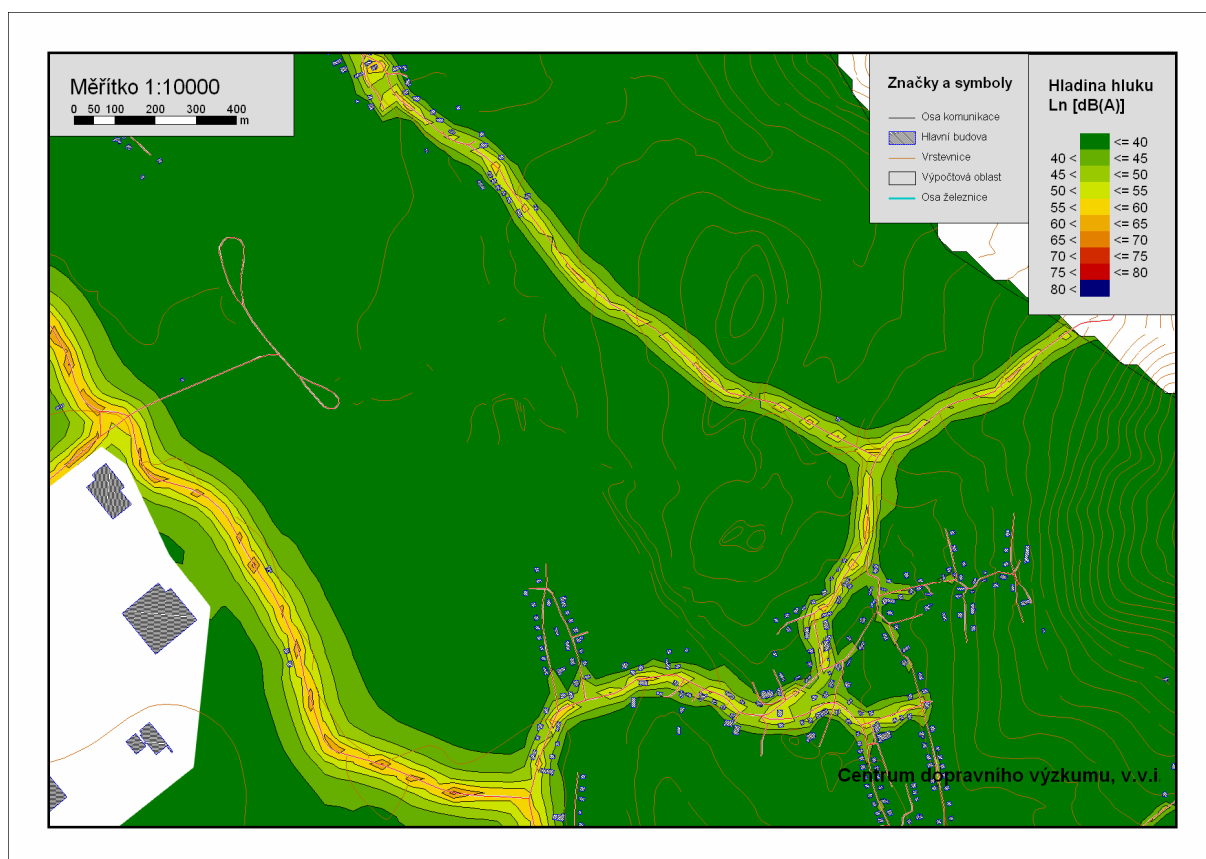 Měřítko 1:10000
0 50 100 200 300 400
m
Značky a symboly
Osa komunikace
Hlavní budova
Vrstevnice
Výpočtová oblast
Osa železnice
Hladina hluku
Ln [dB(A)]
<= 40
40 < <= 45
45 < <= 50
50 < <= 55
55 < <= 60
60 < <= 65
65 < <= 70
70 < <= 75
75 < <= 80
80 <
Centrum dopravního výzkumu, v.v.i